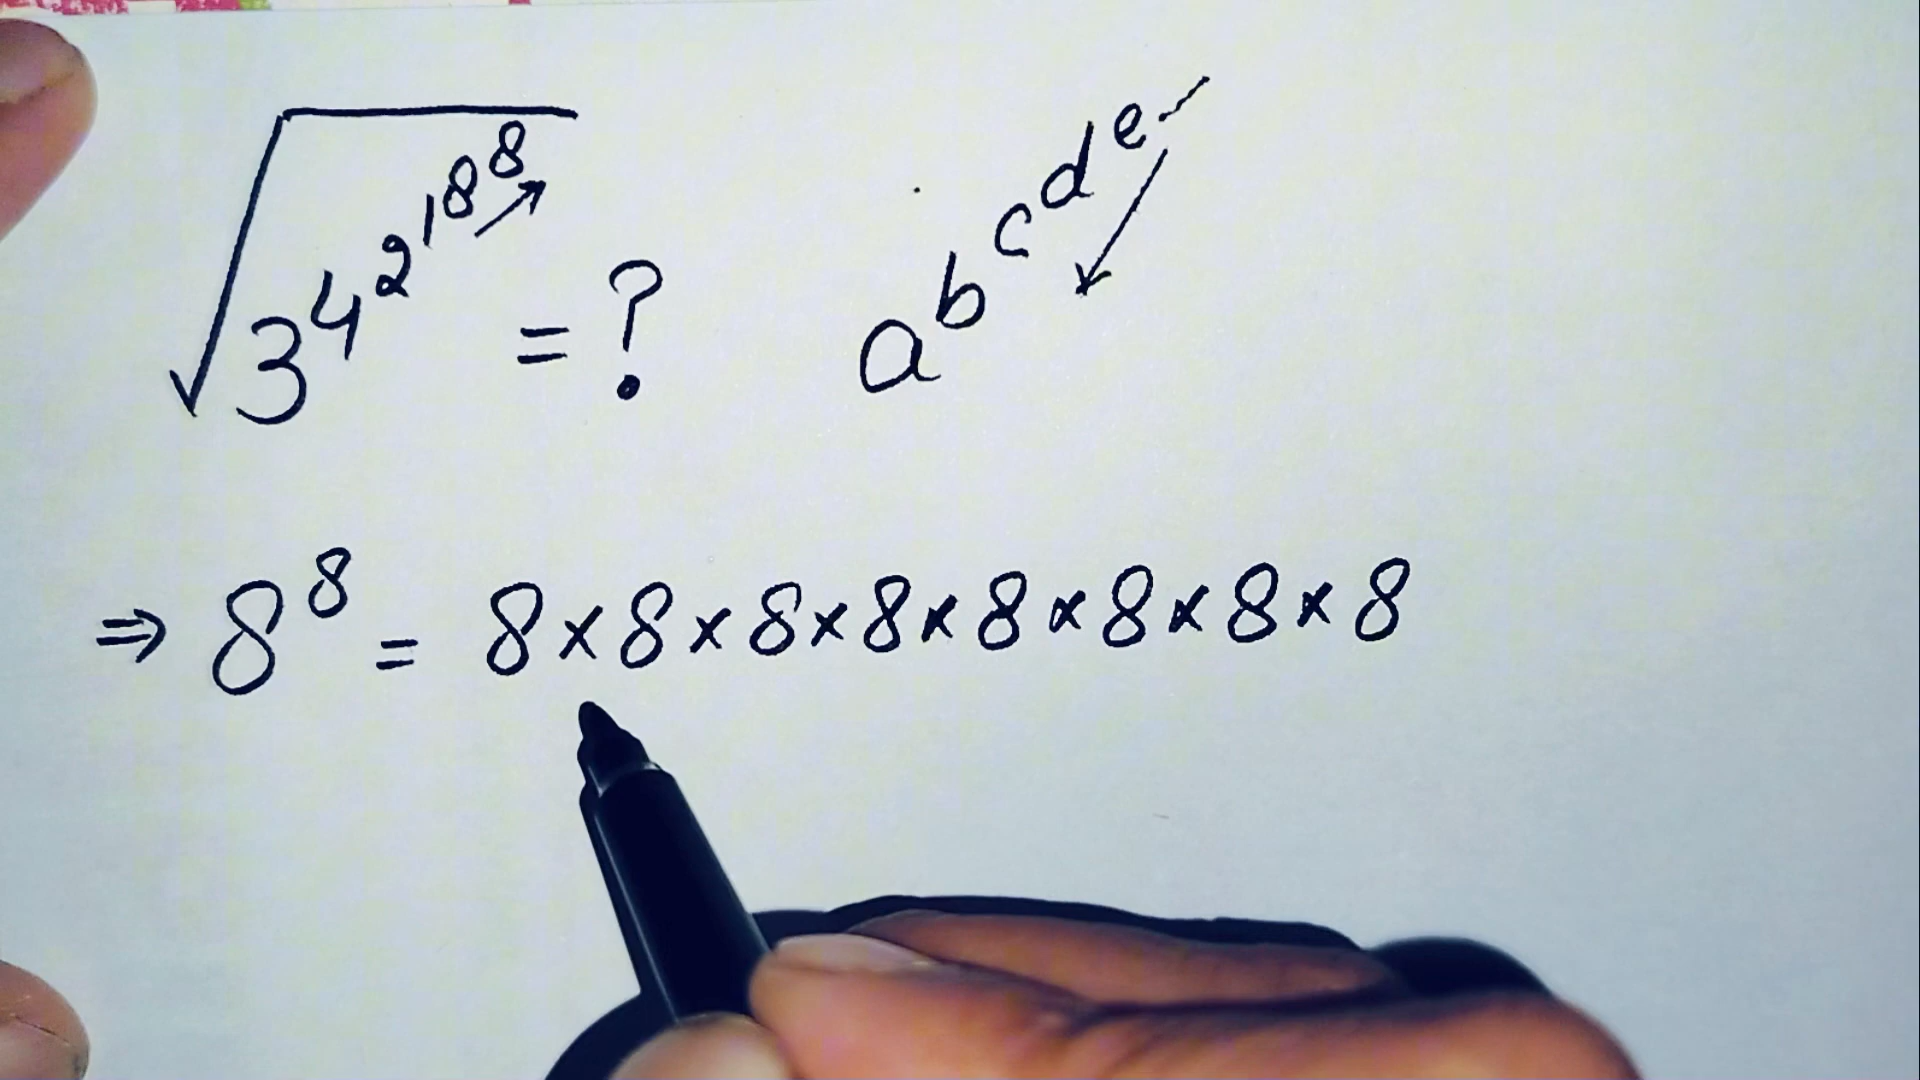 √3^4^2^1^8^8 = ? a^b^c^d^e
⇒ 8^8 = 8×8×8×8×8×8×8×8